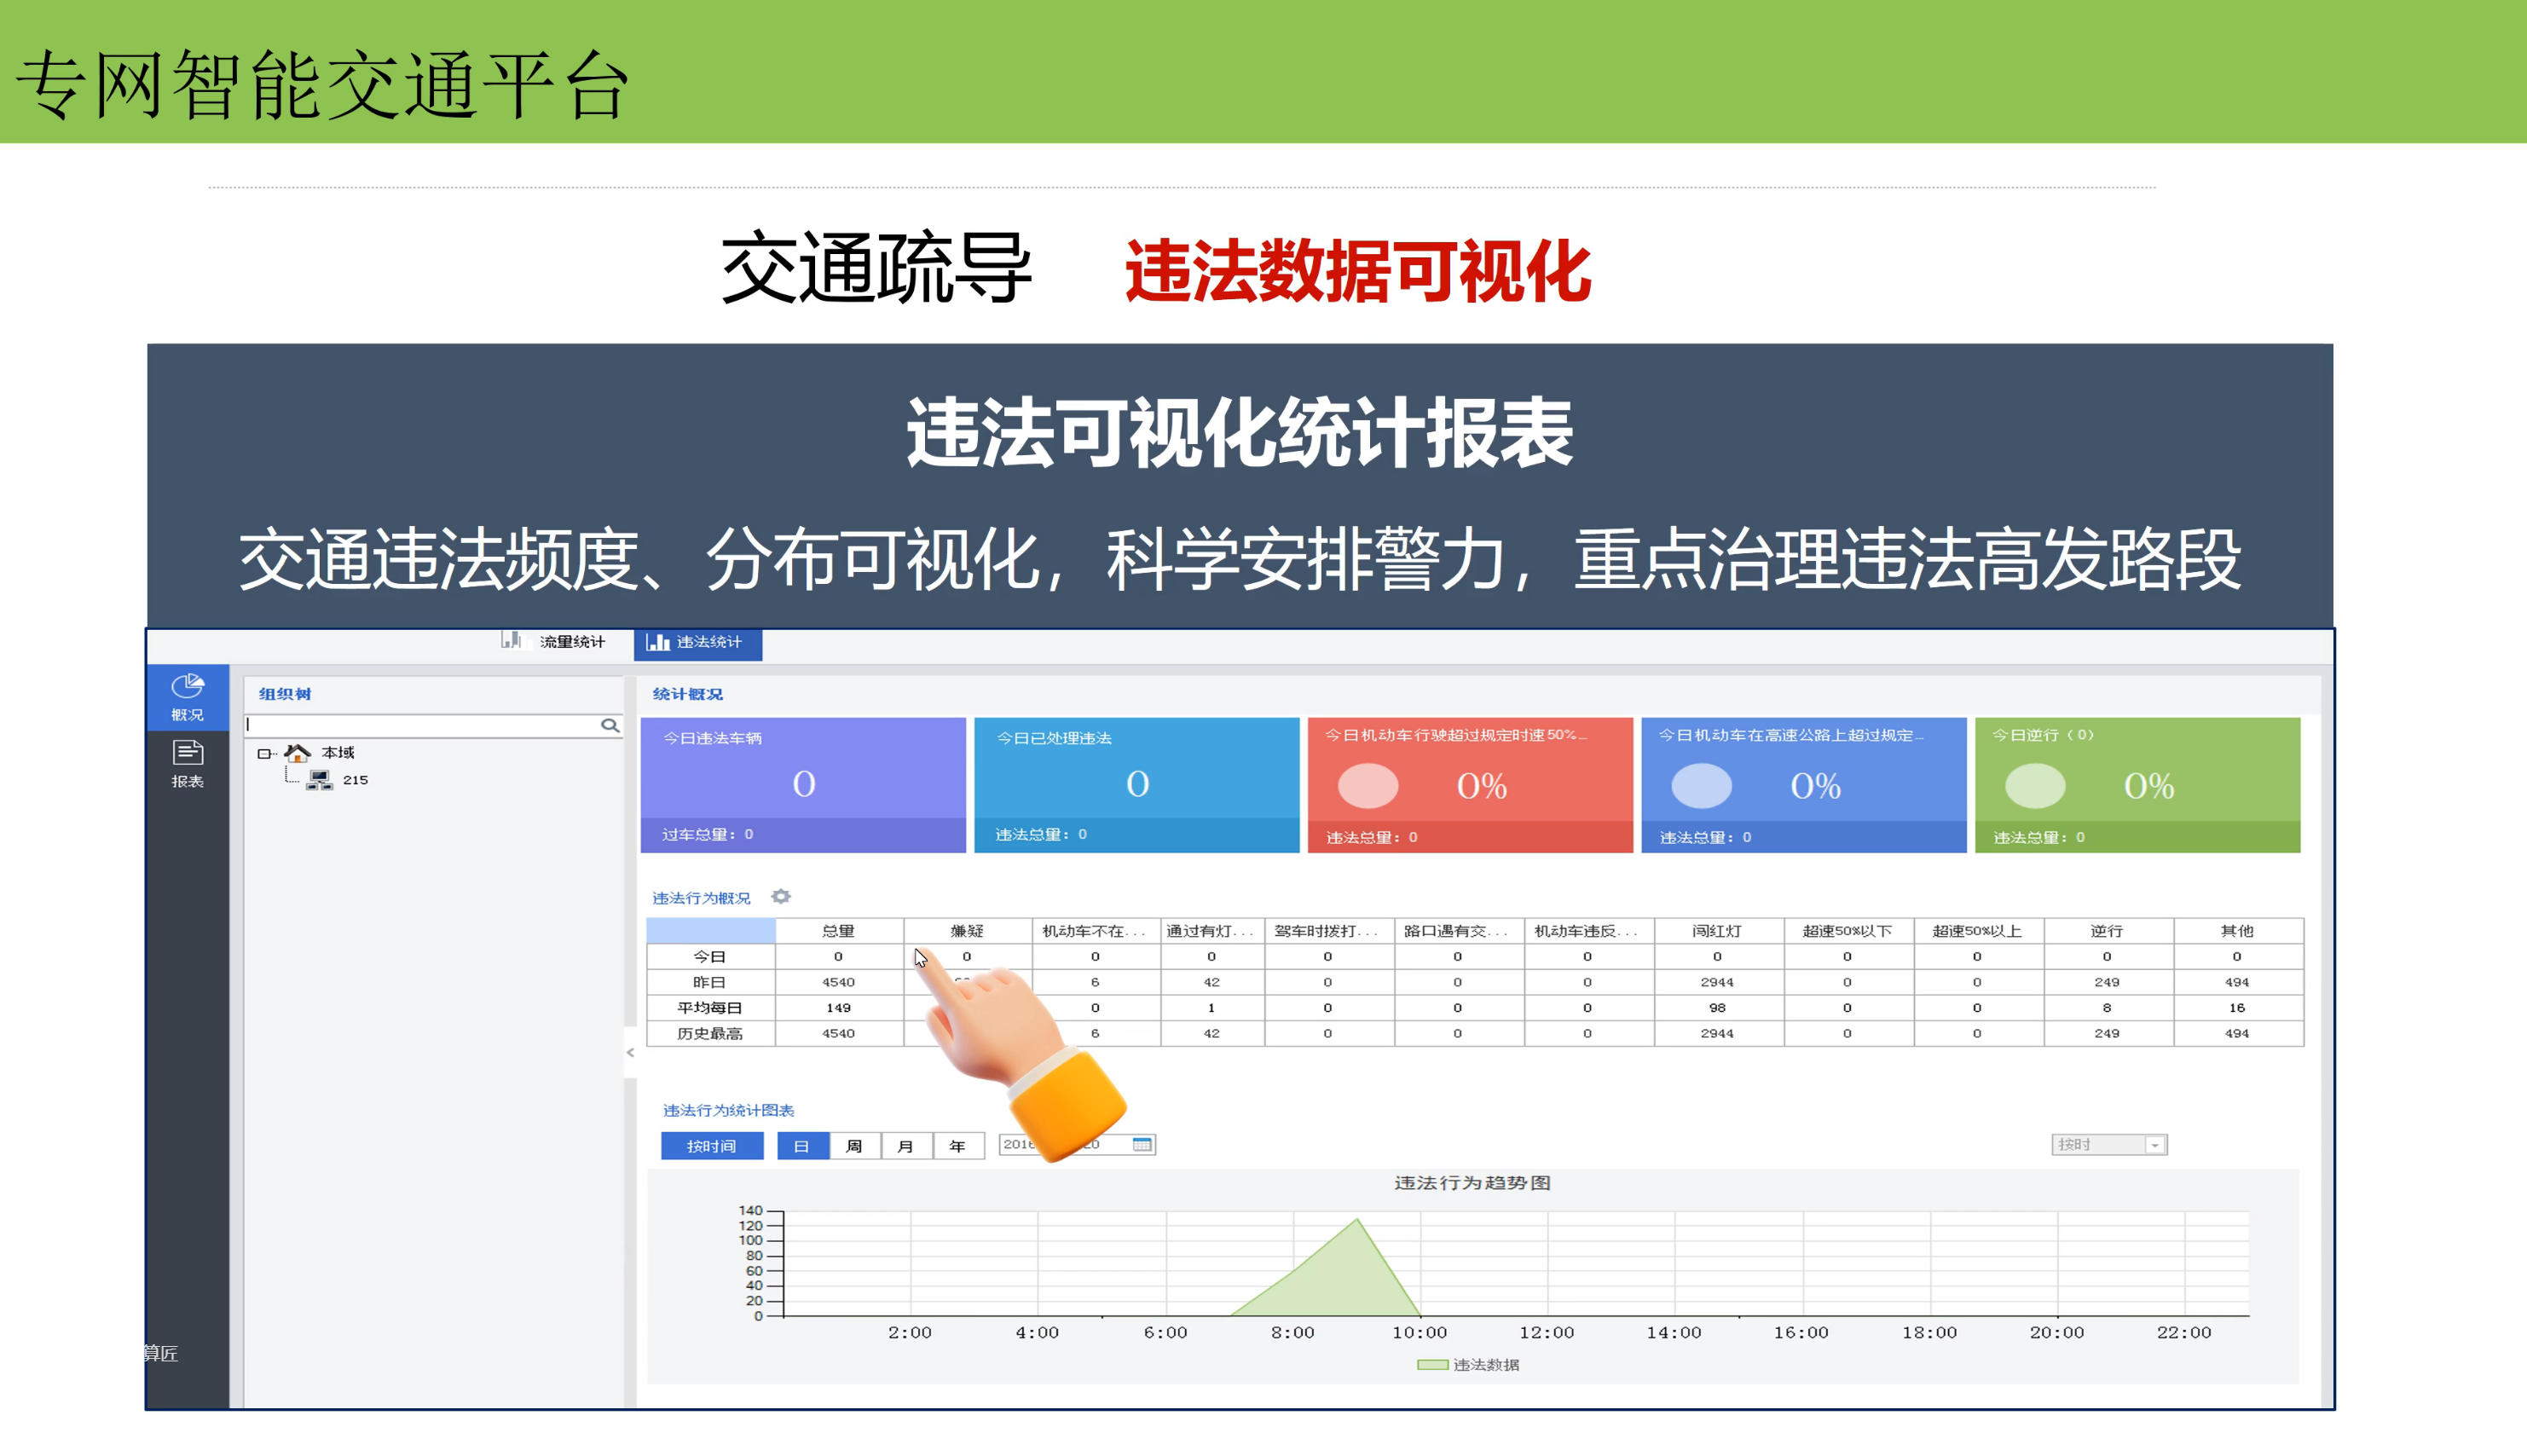 专网智能交通平台
交通疏导 违法数据可视化
违法可视化统计报表
交通违法频度、分布可视化，科学安排警力，重点治理违法高发路段
流量统计 违法统计
概况
报表
组织树
本域
215
统计概况
今日违法车辆
0
过车总量：0
今日已处理违法
0
违法总量：0
今日机动车行驶超过规定时速50%...
0%
违法总量：0
今日机动车在高速公路上超过规定...
0%
违法总量：0
今日逆行（0）
0%
违法总量：0
违法行为概况
总量 嫌疑 机动车不在... 通过有灯... 驾车时拨打... 路口遇有交... 机动车违反... 闯红灯 超速50%以下 超速50%以上 逆行 其他
今日 0 0 0 0 0 0 0 0 0 0 0 0
昨日 4540 6 42 0 0 0 2944 0 0 249 494
平均每日 149 0 1 0 0 0 98 0 0 8 16
历史最高 4540 6 42 0 0 0 2944 0 0 249 494
<
违法行为统计图表
按时间 日 周 月 年 按时
违法行为趋势图
140
120
100
80
60
40
20
0
2:00 4:00 6:00 8:00 10:00 12:00 14:00 16:00 18:00 20:00 22:00
违法数据
算匠